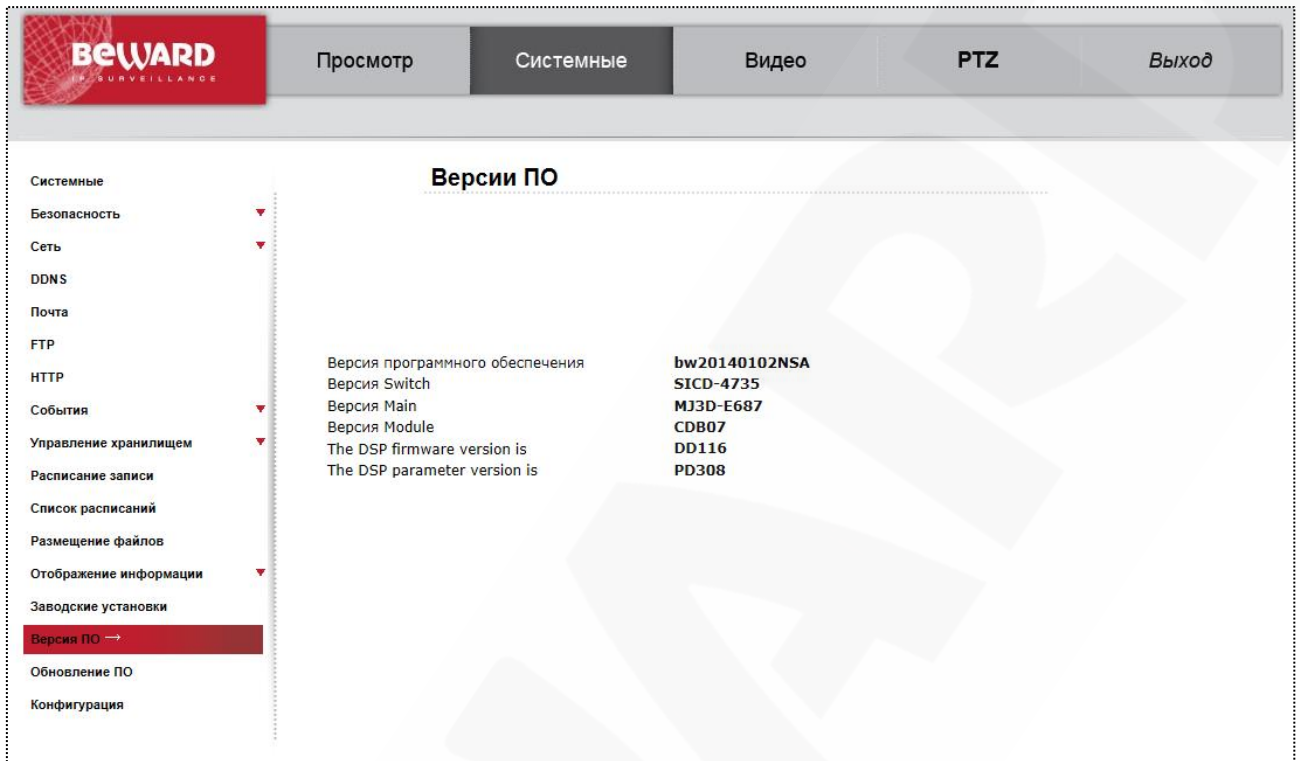 BEWARD
IP SURVEILLANCE
Просмотр
Системные
Видео
PTZ
Выход
Версии ПО
Системные
Безопасность
Сеть
DDNS
Почта
FTP
HTTP
События
Управление хранилищем
Расписание записи
Список расписаний
Размещение файлов
Отображение информации
Заводские установки
Версия ПО →
Обновление ПО
Конфигурация
Версия программного обеспечения bw20140102NSA
Версия Switch SICD-4735
Версия Main MJ3D-E687
Версия Module CDB07
The DSP firmware version is DD116
The DSP parameter version is PD308